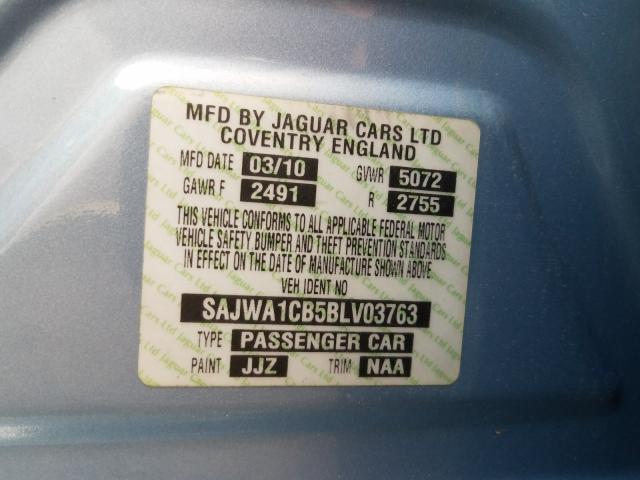 MFD BY JAGUAR CARS LTD
COVENTRY ENGLAND
MFD DATE 03/10 GVWR 5072
GAWR F 2491 R 2755
THIS VEHICLE CONFORMS TO ALL APPLICABLE FEDERAL MOTOR
VEHICLE SAFETY BUMPER AND THEFT PREVENTION STANDARDS
IN EFFECT ON THE DATE OF MANUFACTURE SHOWN ABOVE
VEH IDENT NO
SAJWA1CB5BLV03763
TYPE PASSENGER CAR
PAINT JJZ TRIM NAA